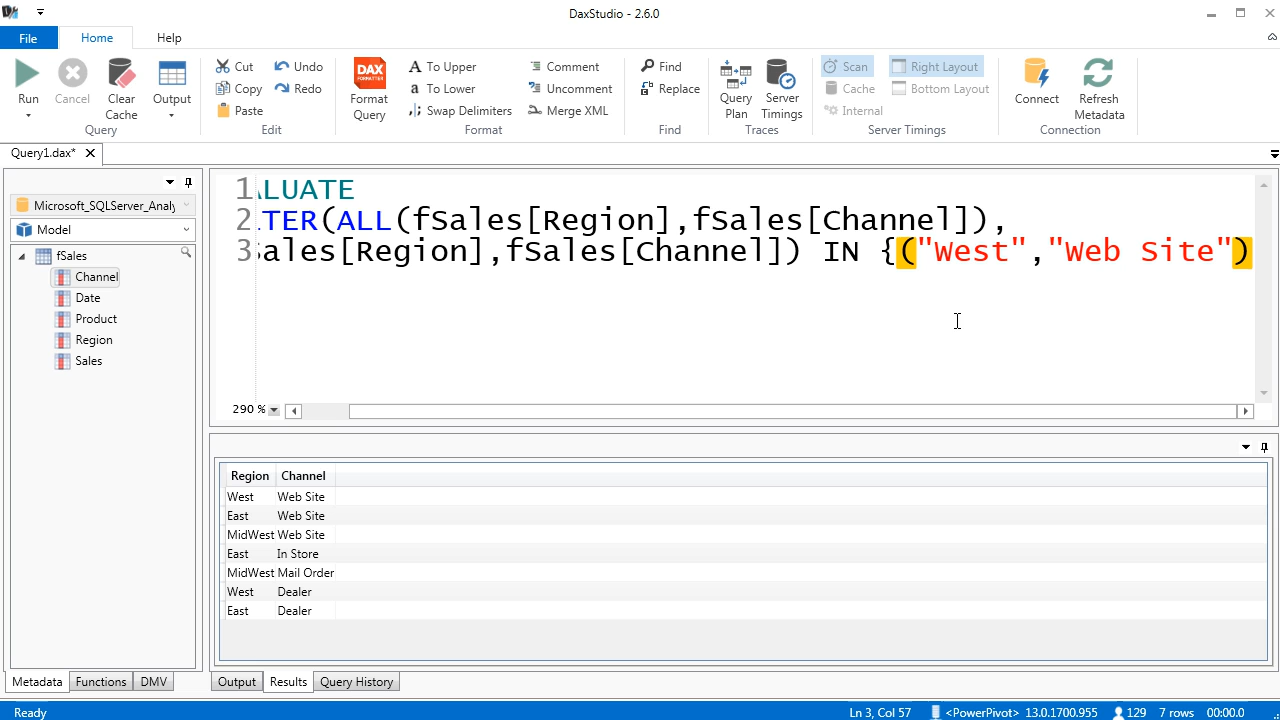 DaxStudio - 2.6.0
File Home Help
Run
Cancel
Clear Cache
Output
Query
Cut
Copy
Paste
Undo
Redo
Edit
DAX FORMATTER
Format Query
To Upper
To Lower
Swap Delimiters
Comment
Uncomment
Merge XML
Format
Find
Replace
Find
Query Plan
Server Timings
Traces
Scan
Cache
Internal
Right Layout
Bottom Layout
Server Timings
Connect
Refresh Metadata
Connection
Query1.dax*
Microsoft_SQLServer_Analy
Model
fSales
Channel
Date
Product
Region
Sales
Metadata Functions DMV
1 ALUATE
2 TER(ALL(fSales[Region],fSales[Channel]),
3 Sales[Region],fSales[Channel]) IN {("West","Web Site")
290 %
Region Channel
West Web Site
East Web Site
MidWest Web Site
East In Store
MidWest Mail Order
West Dealer
East Dealer
Output Results Query History
Ready Ln 3, Col 57 <PowerPivot> 13.0.1700.955 129 7 rows 00:00.0